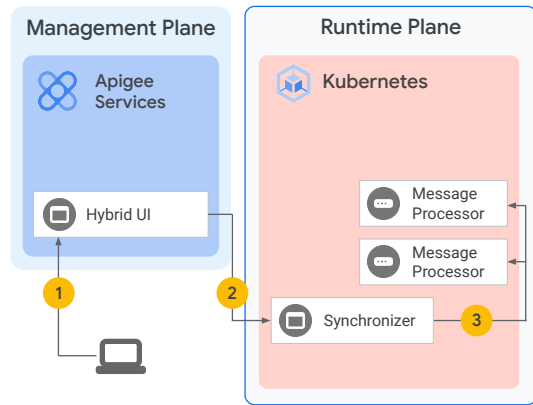 Management Plane
Apigee
Services
Hybrid UI
1
2
Runtime Plane
Kubernetes
Message
Processor
Message
Processor
Synchronizer
3